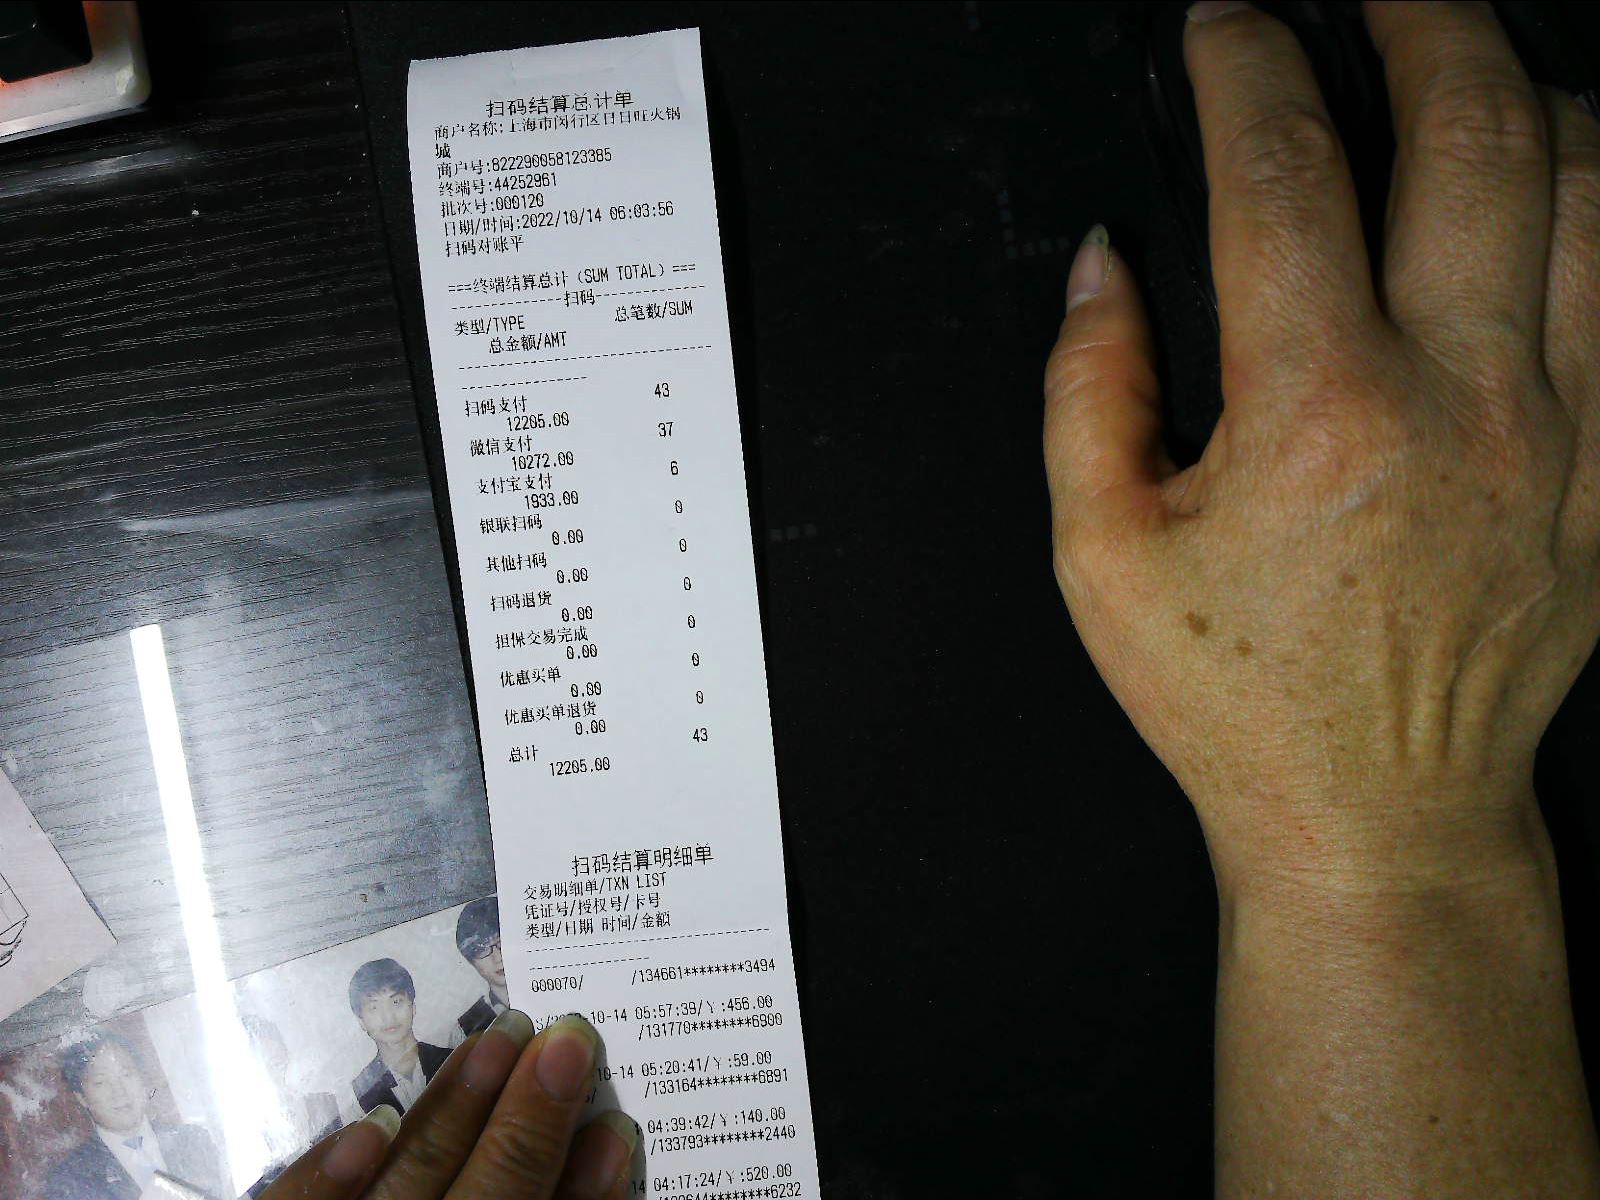 扫码结算总计单
商户名称:上海市闵行区日日旺火锅
城
商户号:822290058123385
终端号:44252961
批次号:000120
日期/时间:2022/10/14 06:03:56
扫码对账平
===终端结算总计（SUM TOTAL）===
---------------扫码---------------
类型/TYPE 总笔数/SUM
总金额/AMT
扫码支付 43
12205.00
微信支付 37
10272.00
支付宝支付 6
1933.00
银联扫码 0
0.00
其他扫码 0
0.00
扫码退货 0
0.00
担保交易完成 0
0.00
优惠买单 0
0.00
优惠买单退货 0
0.00
总计 43
12205.00
扫码结算明细单
交易明细单/TXN LIST
凭证号/授权号/卡号
类型/日期 时间/金额
000070/ /134661********3494
S/ -10-14 05:57:39/￥:456.00
/131770********6900
10-14 05:20:41/￥:59.00
/133164********6891
04:39:42/￥:140.00
/133793********2440
14 04:17:24/￥:520.00
********6232